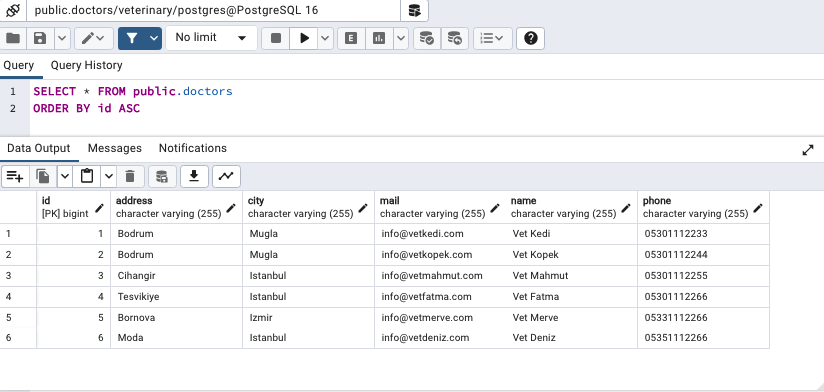 public.doctors/veterinary/postgres@PostgreSQL 16
No limit
E
Query Query History
1 SELECT * FROM public.doctors
2 ORDER BY id ASC
Data Output Messages Notifications
id address city mail name phone
[PK] bigint character varying (255) character varying (255) character varying (255) character varying (255) character varying (255)
1 1 Bodrum Mugla info@vetkedi.com Vet Kedi 05301112233
2 2 Bodrum Mugla info@vetkopek.com Vet Kopek 05301112244
3 3 Cihangir Istanbul info@vetmahmut.com Vet Mahmut 05301112255
4 4 Tesvikiye Istanbul info@vetfatma.com Vet Fatma 05301112266
5 5 Bornova Izmir info@vetmerve.com Vet Merve 05331112266
6 6 Moda Istanbul info@vetdeniz.com Vet Deniz 05351112266